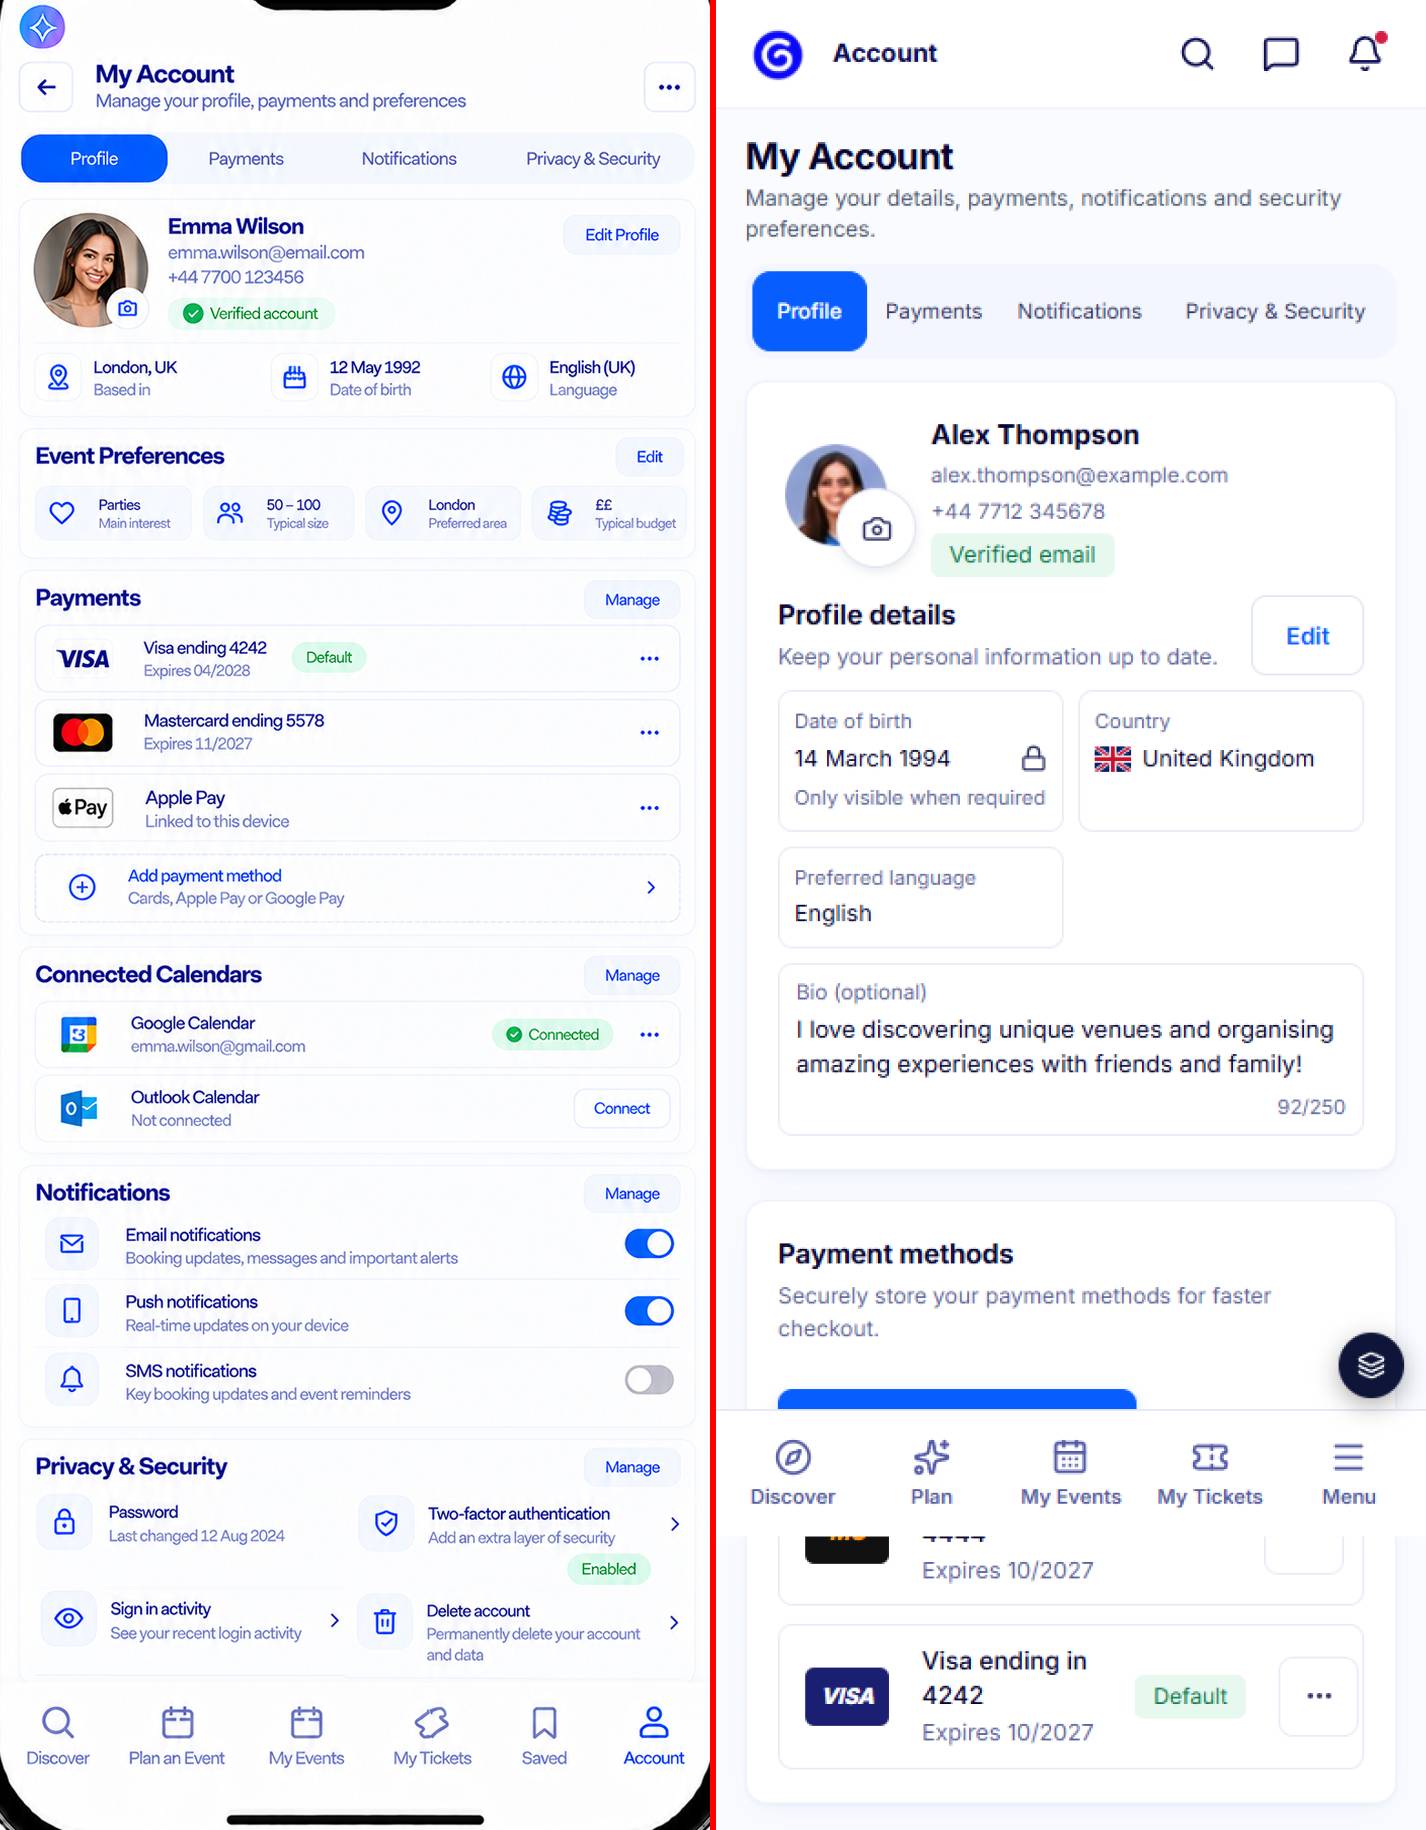 My Account
Manage your profile, payments and preferences
Profile
Payments
Notifications
Privacy & Security
Emma Wilson
emma.wilson@email.com
+44 7700 123456
Verified account
Edit Profile
London, UK
Based in
12 May 1992
Date of birth
English (UK)
Language
Event Preferences
Edit
Parties
Main interest
50 – 100
Typical size
London
Preferred area
££
Typical budget
Payments
Manage
VISA
Visa ending 4242
Expires 04/2028
Default
Mastercard ending 5578
Expires 11/2027
Pay
Apple Pay
Linked to this device
Add payment method
Cards, Apple Pay or Google Pay
Connected Calendars
Manage
Google Calendar
emma.wilson@gmail.com
Connected
Outlook Calendar
Not connected
Connect
Notifications
Manage
Email notifications
Booking updates, messages and important alerts
Push notifications
Real-time updates on your device
SMS notifications
Key booking updates and event reminders
Privacy & Security
Manage
Password
Last changed 12 Aug 2024
Two-factor authentication
Add an extra layer of security
Enabled
Sign in activity
See your recent login activity
Delete account
Permanently delete your account
and data
Discover
Plan an Event
My Events
My Tickets
Saved
Account
Account
My Account
Manage your details, payments, notifications and security
preferences.
Profile
Payments
Notifications
Privacy & Security
Alex Thompson
alex.thompson@example.com
+44 7712 345678
Verified email
Profile details
Keep your personal information up to date.
Edit
Date of birth
14 March 1994
Only visible when required
Country
United Kingdom
Preferred language
English
Bio (optional)
I love discovering unique venues and organising
amazing experiences with friends and family!
92/250
Payment methods
Securely store your payment methods for faster
checkout.
Discover
Plan
My Events
My Tickets
Menu
Expires 10/2027
VISA
Visa ending in
4242
Expires 10/2027
Default